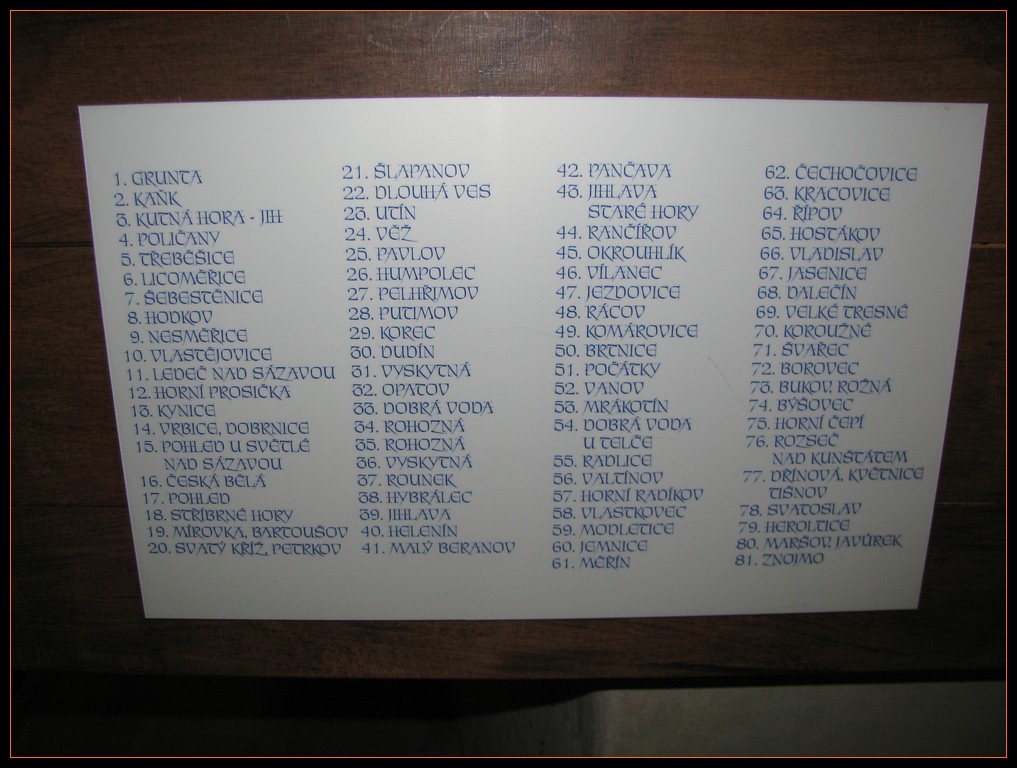 1. GRUNTA
2. KAŇK
3. KUTNÁ HORA - JIH
4. POLIČANY
5. TŘEBĚŠICE
6. LICOMĚŘICE
7. ŠEBESTĚNICE
8. HODKOV
9. NESMĚŘICE
10. VLASTĚJOVICE
11. LEDEČ NAD SÁZAVOU
12. HORNÍ PROSIČKA
13. KYNICE
14. VRBICE, DOBRNICE
15. POHLED U SVĚTLÉ
NAD SÁZAVOU
16. ČESKÁ BĚLÁ
17. POHLED
18. STŘÍBRNÉ HORY
19. MÍROVKA, BARTOUŠOV
20. SVATÝ KŘÍŽ, PETRKOV
21. ŠLAPANOV
22. DLOUHÁ VES
23. UTÍN
24. VĚŽ
25. PAVLOV
26. HUMPOLEC
27. PELHŘIMOV
28. PUTIMOV
29. KOREC
30. DUDÍN
31. VYSKYTNÁ
32. OPATOV
33. DOBRÁ VODA
34. ROHOZNÁ
35. ROHOZNÁ
36. VYSKYTNÁ
37. ROUNEK
38. HYBRÁLEC
39. JIHLAVA
40. HELENÍN
41. MALÝ BERANOV
42. PANČAVA
43. JIHLAVA
STARÉ HORY
44. RANČÍŘOV
45. OKROUHLÍK
46. VÍLANEC
47. JEZDOVICE
48. RÁCOV
49. KOMÁROVICE
50. BRTNICE
51. POČÁTKY
52. VANOV
53. MRÁKOTÍN
54. DOBRÁ VODA
U TELČE
55. RADLICE
56. VALTÍNOV
57. HORNÍ RADÍKOV
58. VLASTKOVEC
59. MODLETICE
60. JEMNICE
61. MĚŘÍN
62. ČECHOČOVICE
63. KRACOVICE
64. ŘÍPOV
65. HOSTÁKOV
66. VLADISLAV
67. JASENICE
68. DALEČÍN
69. VELKÉ TRESNÉ
70. KOROUŽNÉ
71. ŠVAŘEC
72. BOROVEC
73. BUKOV, ROŽNÁ
74. BÝŠOVEC
75. HORNÍ ČEPÍ
76. ROZSEČ
NAD KUNŠTÁTEM
77. DŘÍNOVÁ, KVĚTNICE
TIŠNOV
78. SVATOSLAV
79. HEROLTICE
80. MARŠOV, JAVŮREK
81. ZNOJMO